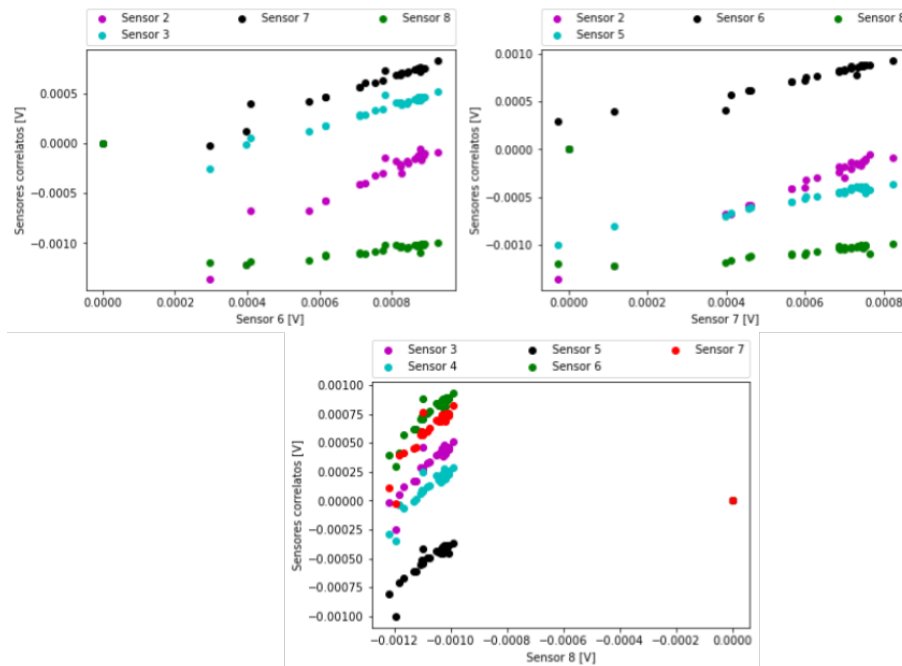 Sensor 2 Sensor 7 Sensor 8
Sensor 3
0.0005
0.0000
−0.0005
−0.0010
Sensores correlatos [V]
0.0000 0.0002 0.0004 0.0006 0.0008
Sensor 6 [V]
Sensor 2 Sensor 6 Sensor 8
Sensor 5
0.0010
0.0005
0.0000
−0.0005
−0.0010
Sensores correlatos [V]
0.0000 0.0002 0.0004 0.0006 0.0008
Sensor 7 [V]
Sensor 3 Sensor 5 Sensor 7
Sensor 4 Sensor 6
0.00100
0.00075
0.00050
0.00025
0.00000
−0.00025
−0.00050
−0.00075
−0.00100
Sensores correlatos [V]
−0.0012 −0.0010 −0.0008 −0.0006 −0.0004 −0.0002 0.0000
Sensor 8 [V]